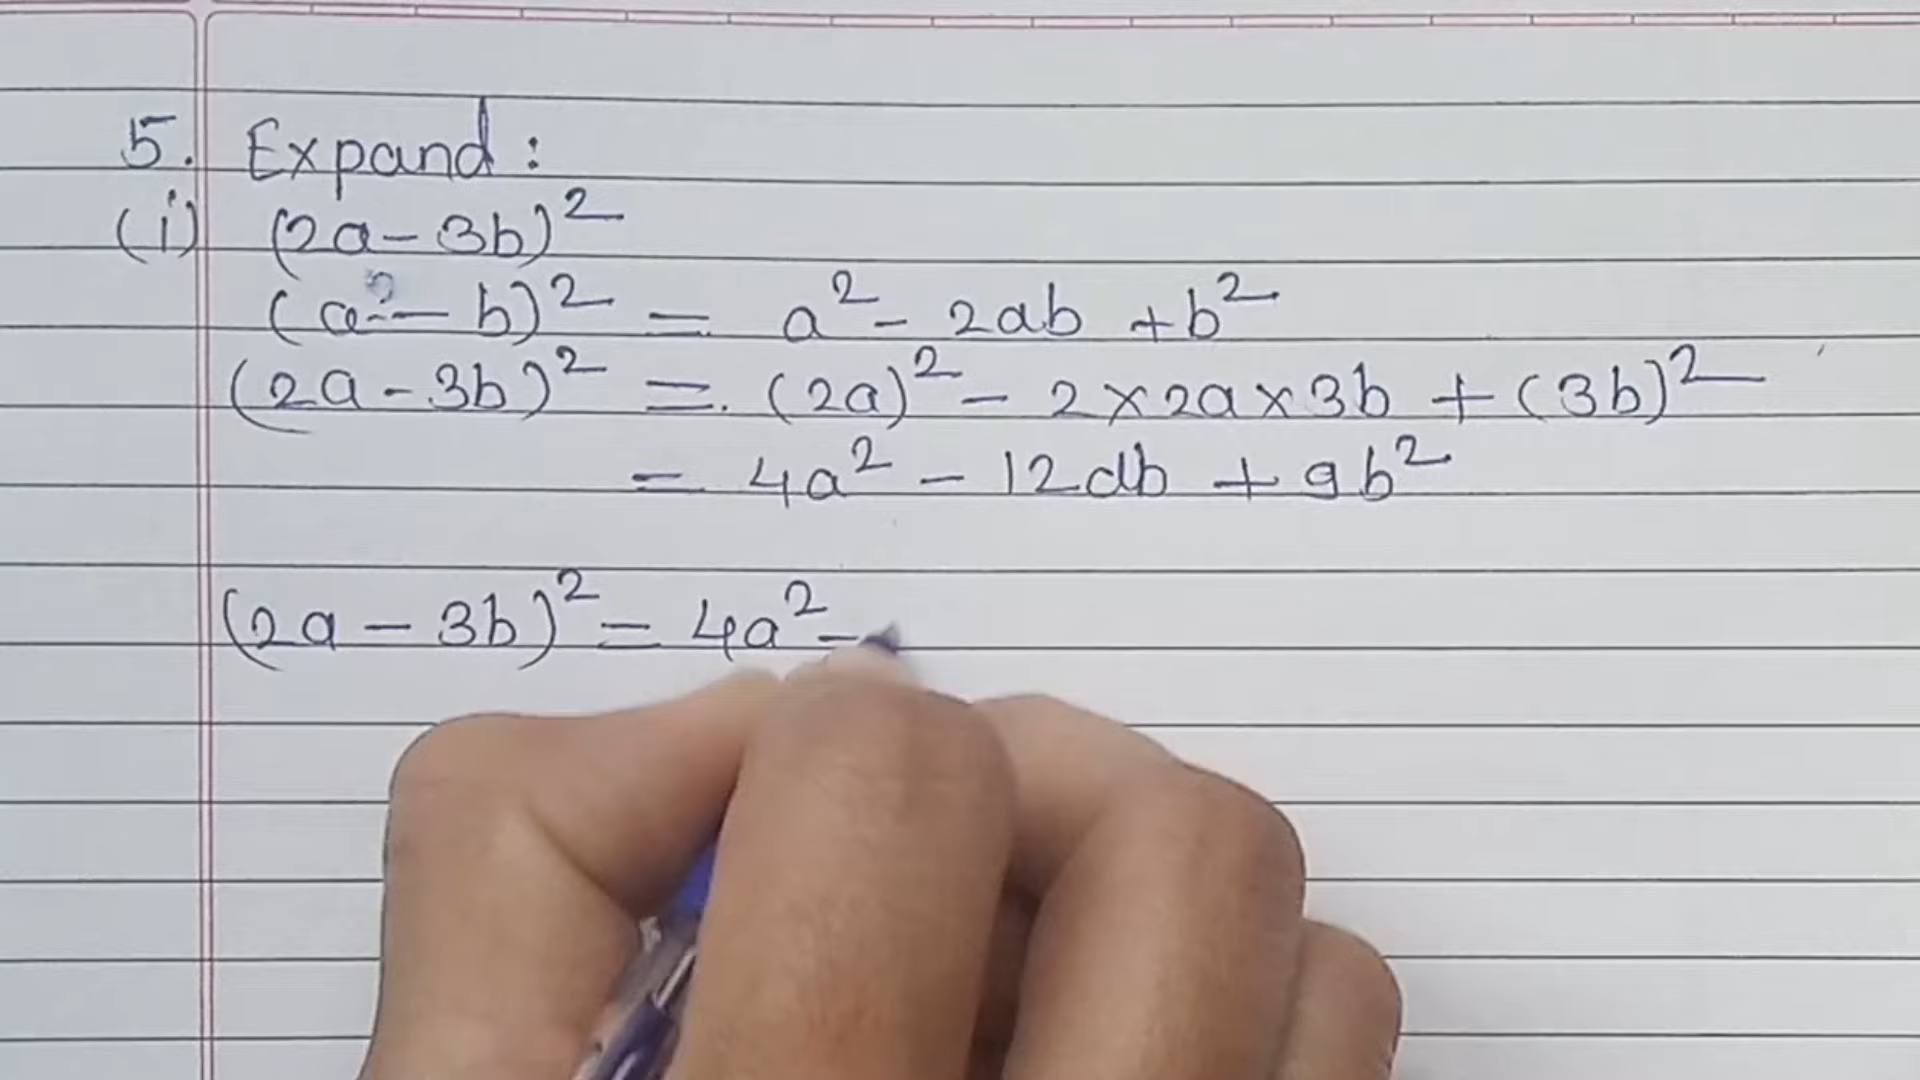 5. Expand :
(i) (2a - 3b)²
(a - b)² = a² - 2ab + b²
(2a - 3b)² = (2a)² - 2×2a×3b + (3b)²
= 4a² - 12ab + 9b²
(2a - 3b)² = 4a² -